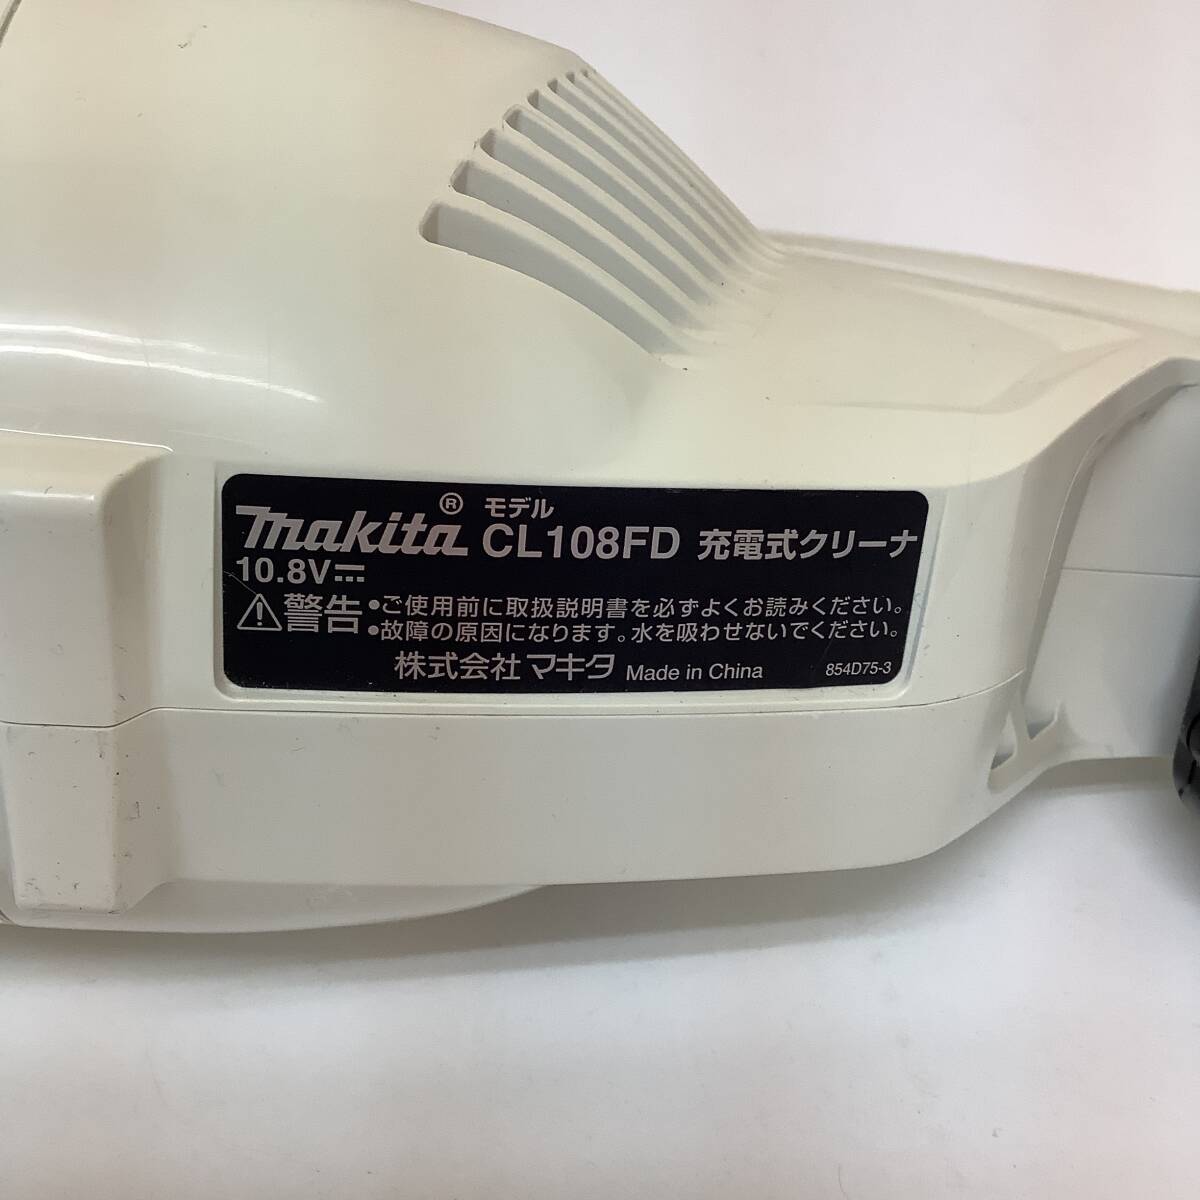 makita® モデル CL108FD 充電式クリーナ
10.8V⎓
⚠警告 •ご使用前に取扱説明書を必ずよくお読みください。
•故障の原因になります。水を吸わせないでください。
株式会社 マキタ Made in China 854D75-3